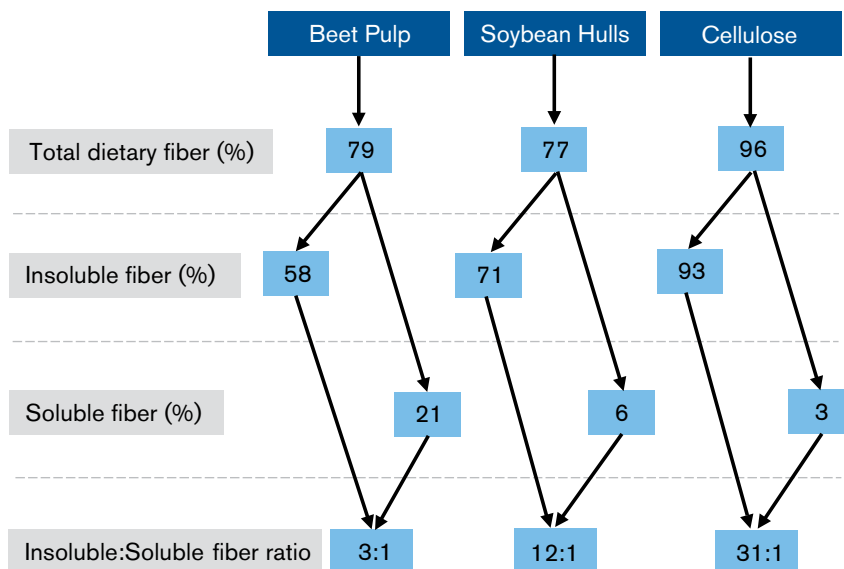 Beet Pulp Soybean Hulls Cellulose
Total dietary fiber (%) 79 77 96
Insoluble fiber (%) 58 71 93
Soluble fiber (%) 21 6 3
Insoluble:Soluble fiber ratio 3:1 12:1 31:1